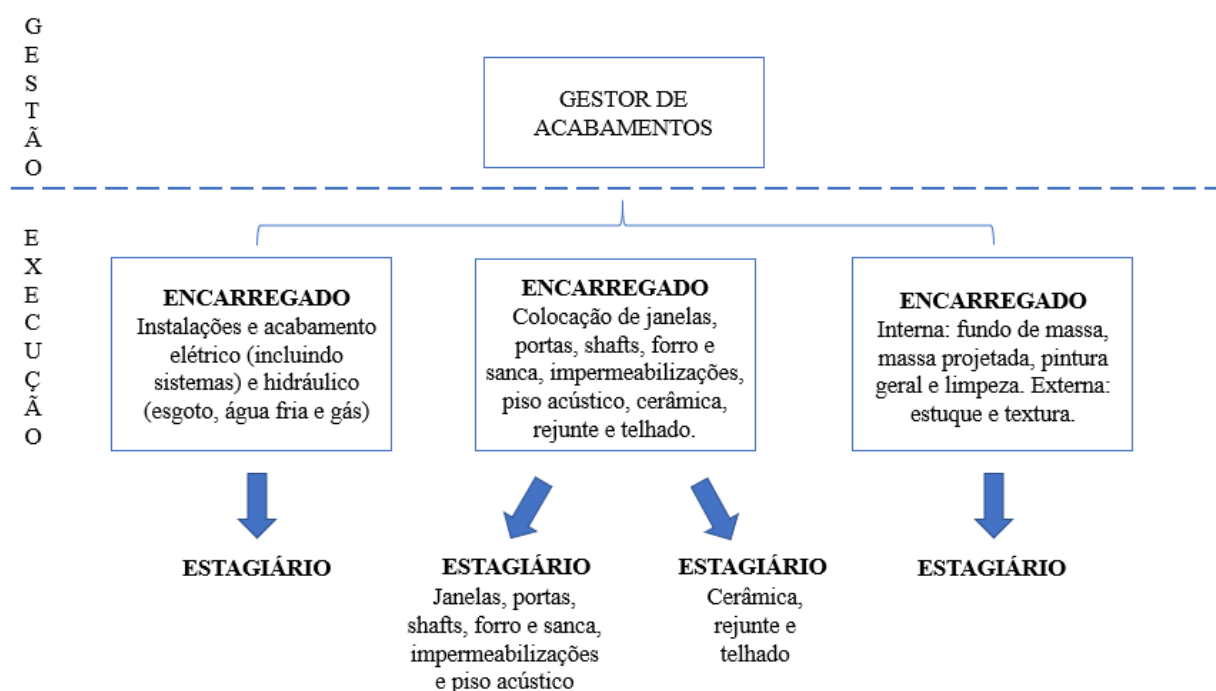 GESTÃO
GESTOR DE
ACABAMENTOS
EXECUÇÃO
ENCARREGADO
Instalações e acabamento
elétrico (incluindo
sistemas) e hidráulico
(esgoto, água fria e gás)
ENCARREGADO
Colocação de janelas,
portas, shafts, forro e
sanca, impermeabilizações,
piso acústico, cerâmica,
rejunte e telhado.
ENCARREGADO
Interna: fundo de massa,
massa projetada, pintura
geral e limpeza. Externa:
estuque e textura.
ESTAGIÁRIO
ESTAGIÁRIO
Janelas, portas,
shafts, forro e sanca,
impermeabilizações
e piso acústico
ESTAGIÁRIO
Cerâmica,
rejunte e
telhado
ESTAGIÁRIO